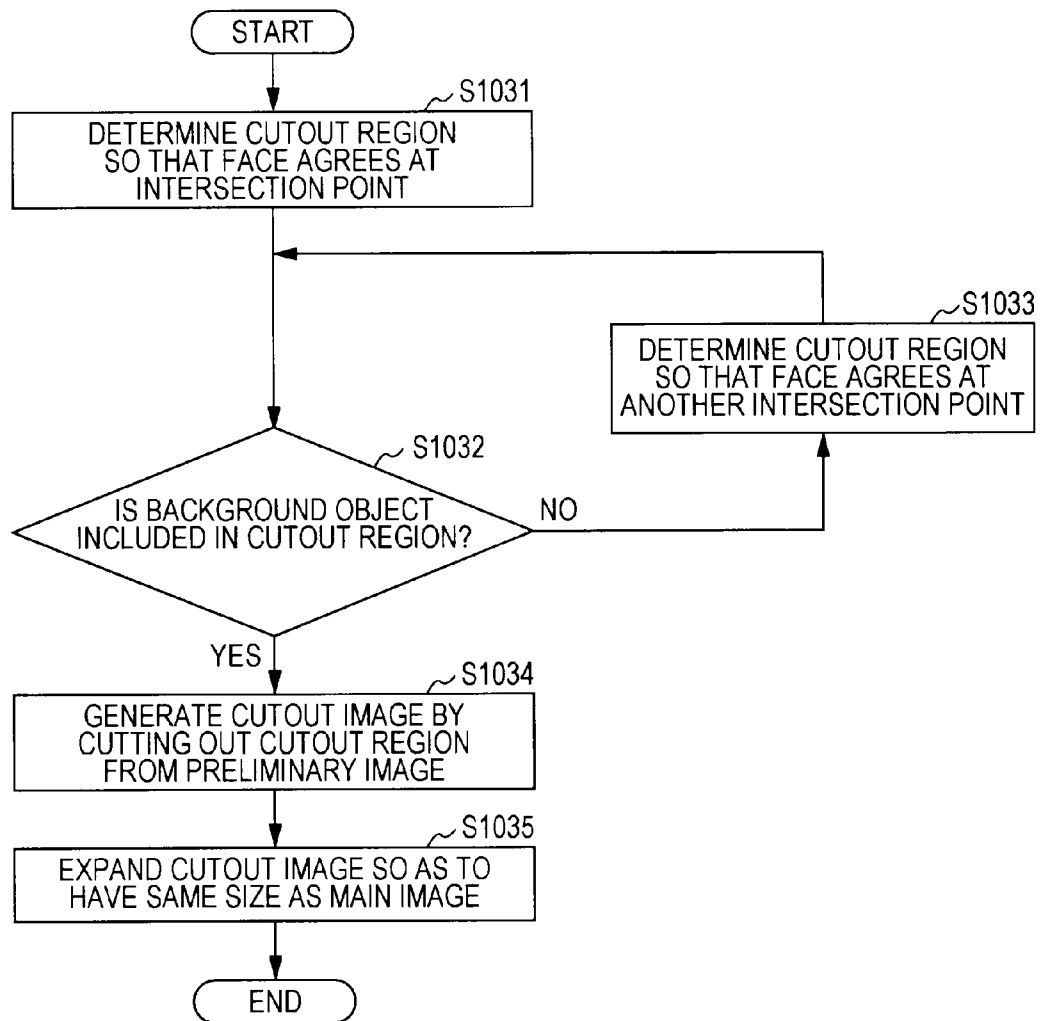 START
S1031
DETERMINE CUTOUT REGION
SO THAT FACE AGREES AT
INTERSECTION POINT
S1033
DETERMINE CUTOUT REGION
SO THAT FACE AGREES AT
ANOTHER INTERSECTION POINT
S1032
IS BACKGROUND OBJECT
INCLUDED IN CUTOUT REGION?
NO
YES
S1034
GENERATE CUTOUT IMAGE BY
CUTTING OUT CUTOUT REGION
FROM PRELIMINARY IMAGE
S1035
EXPAND CUTOUT IMAGE SO AS TO
HAVE SAME SIZE AS MAIN IMAGE
END